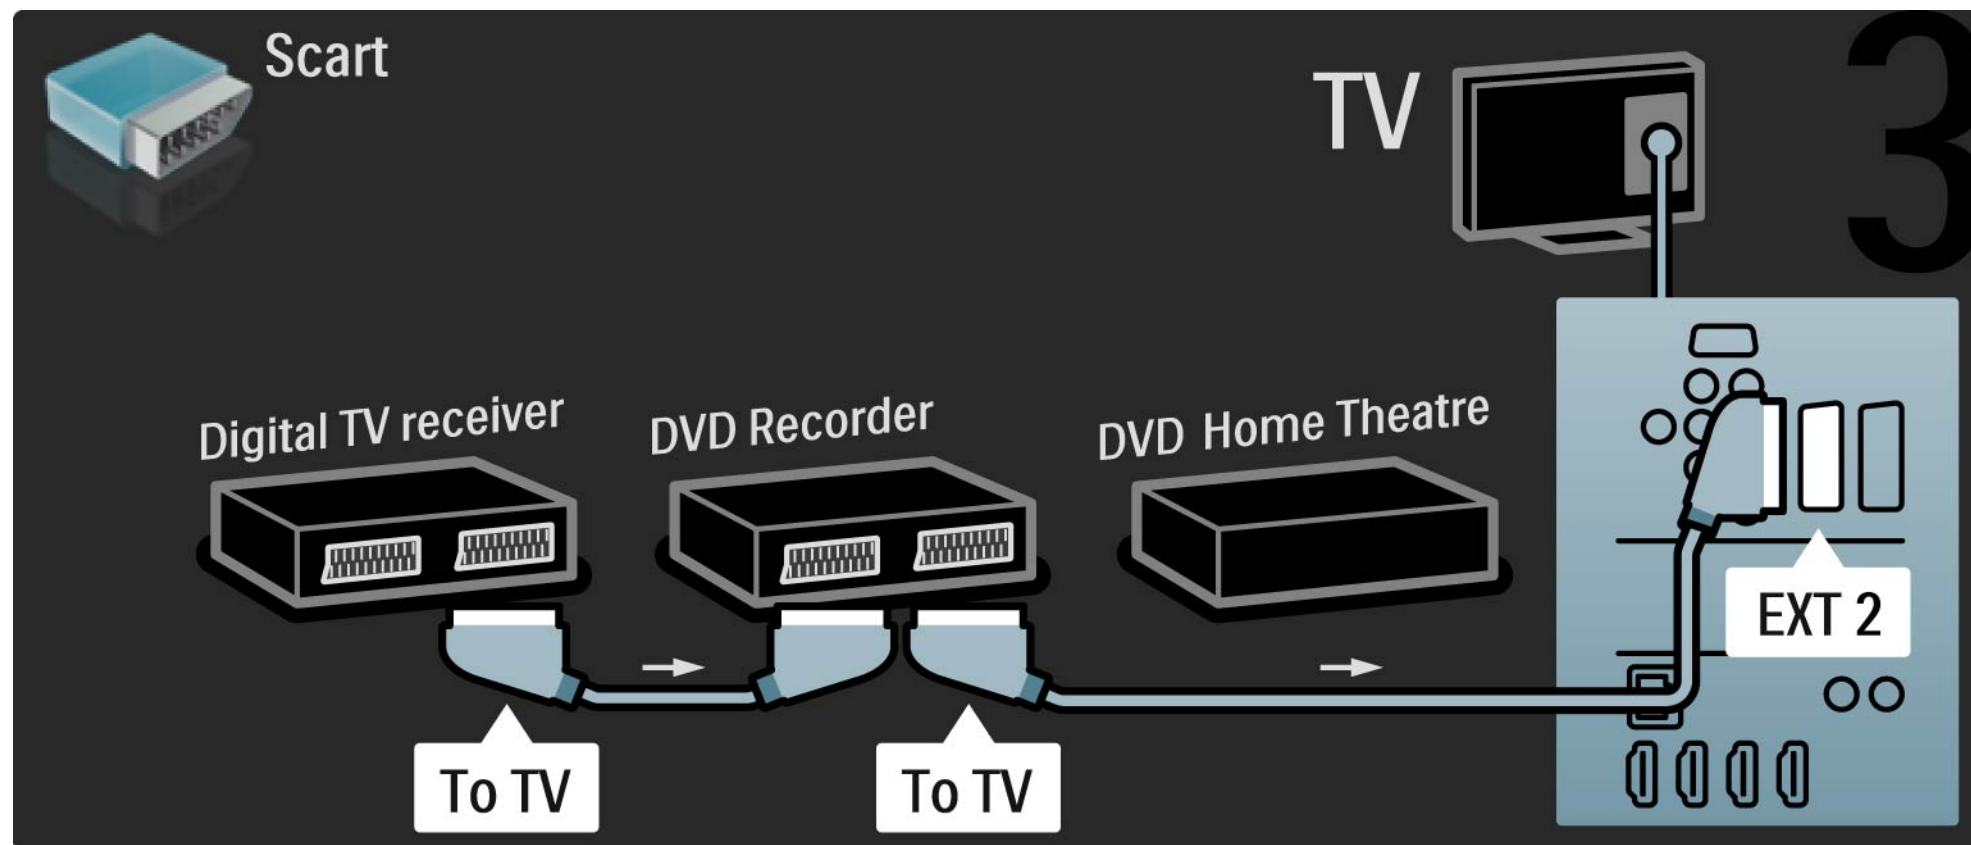 Scart
TV
3
Digital TV receiver
DVD Recorder
DVD Home Theatre
EXT 2
To TV
To TV